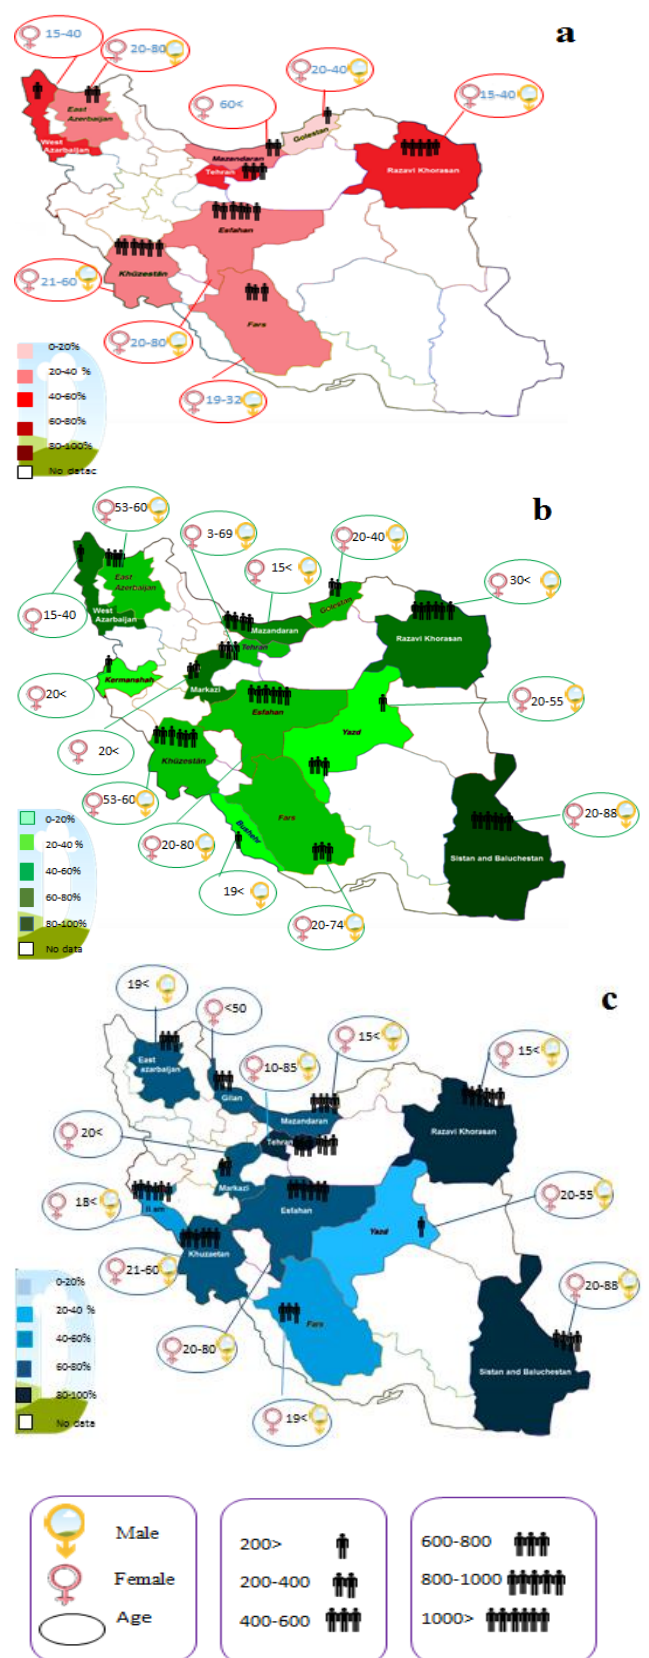 a
15-40
20-80
20-40
60<
15-40
East
Azerbaijan
West
Azarbaijan
Golestan
Mazandaran
Tehran
Razavi Khorasan
Esfahan
Khūzestān
21-60
20-80
Fars
19-32
0-20%
20-40 %
40-60%
60-80%
80-100%
No detac
b
53-60
3-69
20-40
15<
30<
East
Azerbaijan
15-40
West
Azarbaijan
Golestan
Mazandaran
Razavi Khorasan
Tehran
Kermanshah
Markazi
20<
20-55
Esfahan
Yazd
20<
Khūzestān
53-60
20-88
20-80
Bushehr
Fars
Sistan and Baluchestan
19<
20-74
0-20%
20-40 %
40-60%
60-80%
80-100%
No data
c
19<
<50
15<
15<
10-85
East
azarbaijan
Gilan
Mazandaran
Razavi Khorasan
20<
Tehran
Markazi
18<
Esfahan
20-55
Yazd
Khuzaetan
21-60
20-88
20-80
Fars
Sistan and Baluchestan
19<
0-20%
20-40 %
40-60%
60-80%
80-100%
No data
Male
Female
Age
200>
200-400
400-600
600-800
800-1000
1000>